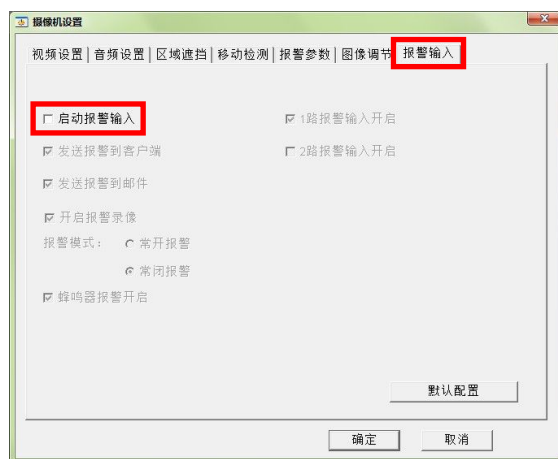 摄像机设置
视频设置 音频设置 区域遮挡 移动检测 报警参数 图像调节 报警输入
启动报警输入 1路报警输入开启
发送报警到客户端 2路报警输入开启
发送报警到邮件
开启报警录像
报警模式： 常开报警
常闭报警
蜂鸣器报警开启
默认配置
确定 取消